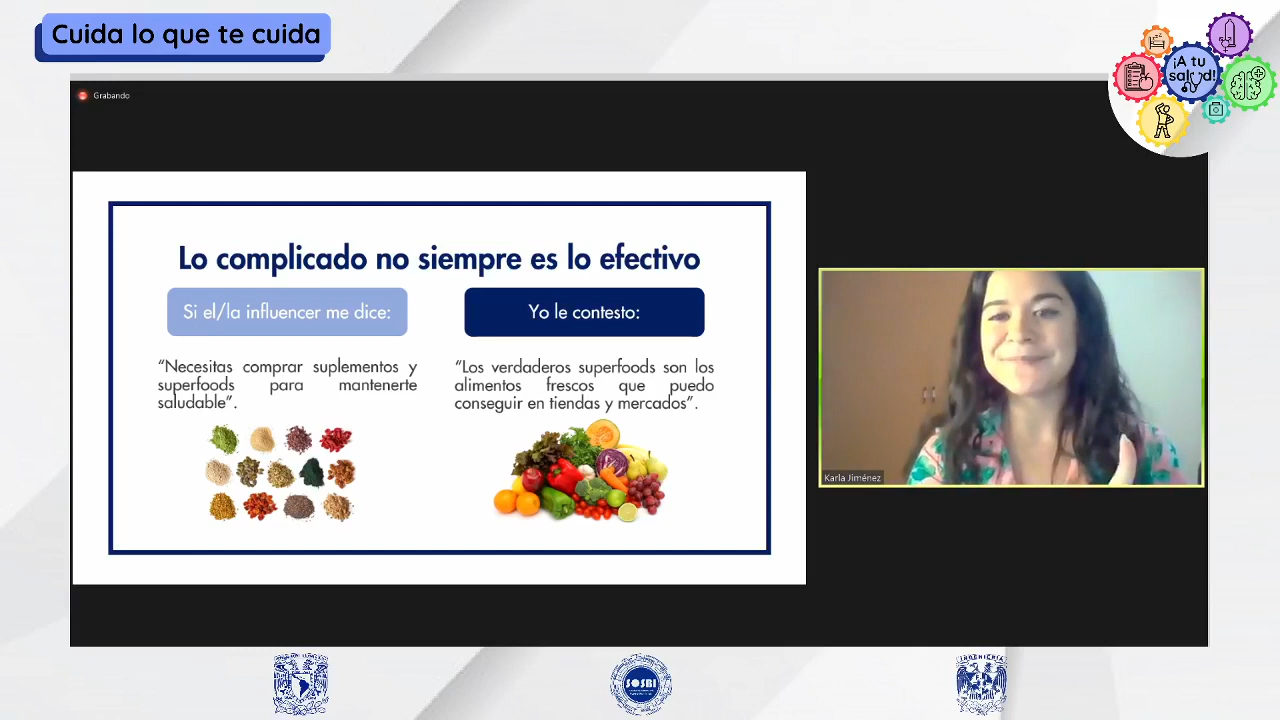 Cuida lo que te cuida
¡A tu
salud!
Grabando
Lo complicado no siempre es lo efectivo
Si el/la influencer me dice:
Yo le contesto:
“Necesitas comprar suplementos y
superfoods para mantenerte
saludable”.
“Los verdaderos superfoods son los
alimentos frescos que puedo
conseguir en tiendas y mercados”.
Karla Jiménez
SOSBI
INGENIERIA